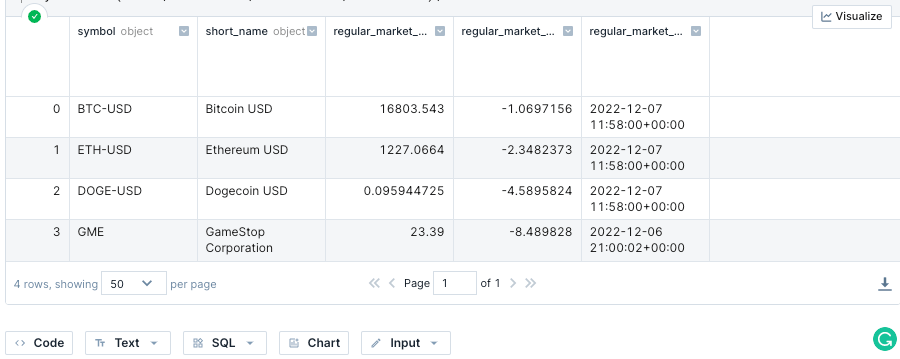 Visualize
symbol object short_name object regular_market_... regular_market_... regular_market_...
0 BTC-USD Bitcoin USD 16803.543 -1.0697156 2022-12-07
11:58:00+00:00
1 ETH-USD Ethereum USD 1227.0664 -2.3482373 2022-12-07
11:58:00+00:00
2 DOGE-USD Dogecoin USD 0.095944725 -4.5895824 2022-12-07
11:58:00+00:00
3 GME GameStop 23.39 -8.489828 2022-12-06
Corporation 21:00:02+00:00
4 rows, showing 50 per page Page 1 of 1
Code Text SQL Chart Input